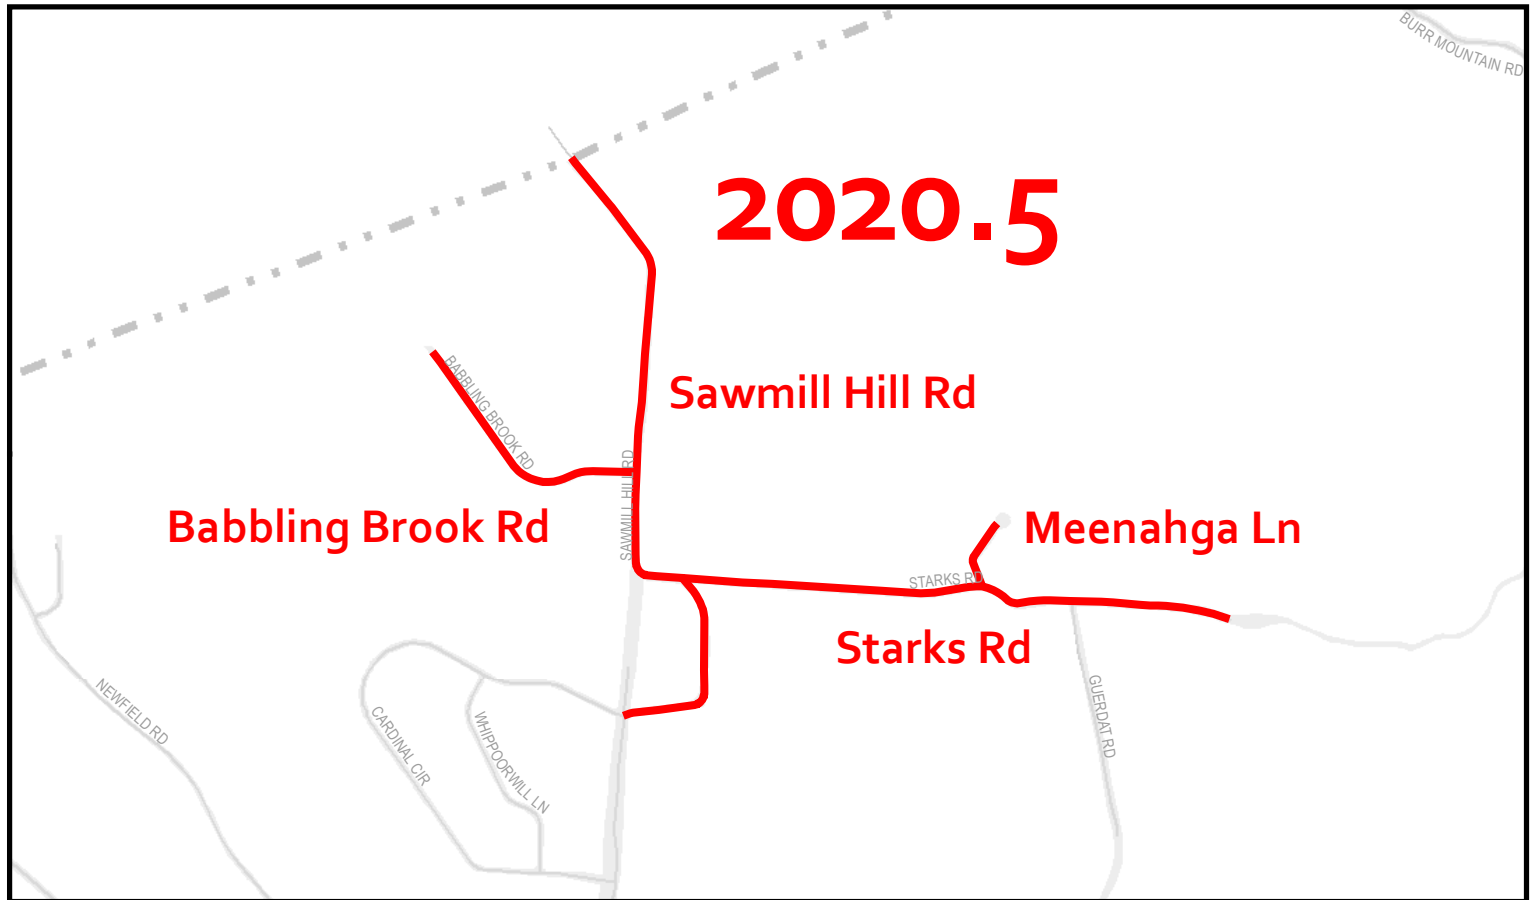 BURR MOUNTAIN RD
2020.5
BABBLING BROOK RD
Sawmill Hill Rd
SAWMILL HILL RD
Babbling Brook Rd
Meenahga Ln
STARKS RD
Starks Rd
NEWFIELD RD
CARDINAL CIR
WHIPPOORWILL LN
GUERDAT RD